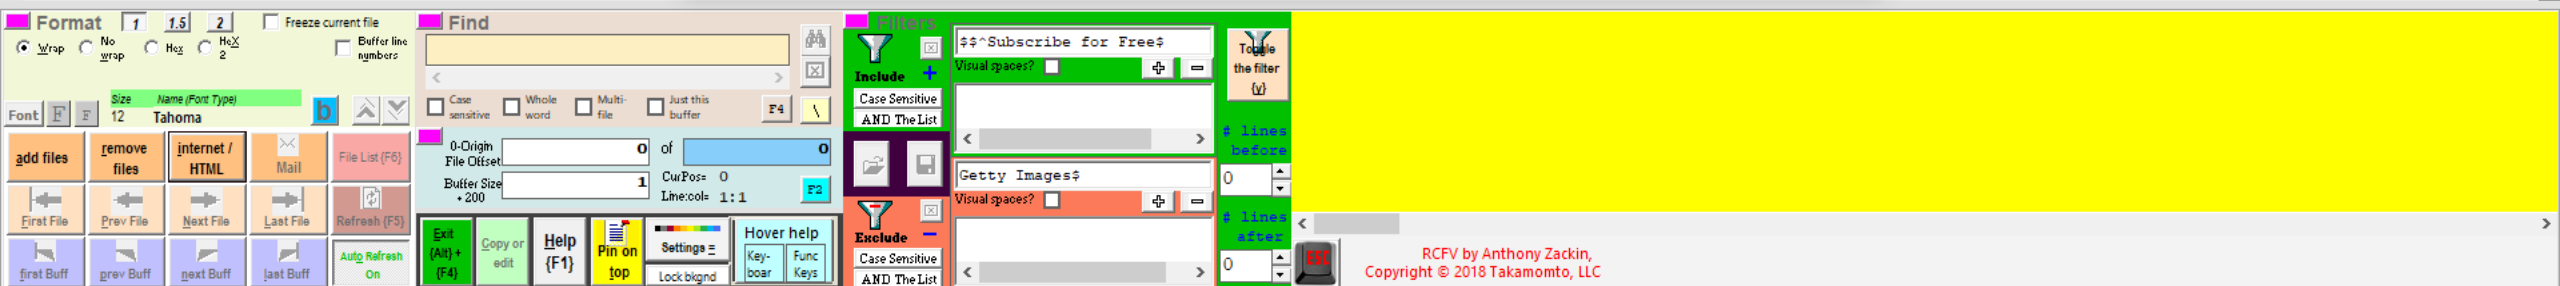 Format 1 1.5 2 Freeze current file
Wrap No wrap Hex HeX 2 Buffer line numbers
Size Name (Font Type)
Font F F 12 Tahoma b
add files remove files internet / HTML Mail File List {F6}
First File Prev File Next File Last File Refresh {F5}
first Buff prev Buff next Buff last Buff Auto Refresh On
Find
Case sensitive Whole word Multi-file Just this buffer F4 \
0-Origin File Offset 0 of 0
Buffer Size +200 1 CurPos= 0 F2
Line:col= 1:1
Exit {Alt} + {F4} Copy or edit Help {F1} Pin on top Settings = Lock bkgnd
Hover help
Key-boar Func Keys
Filters
Include +
Case Sensitive
AND The List
$$^Subscribe for Free$
Visual spaces? + −
Exclude −
Case Sensitive
AND The List
Getty Images$
Visual spaces? + −
Toggle the filter {y}
# lines before
0
# lines after
0
ESC
RCFV by Anthony Zackin,
Copyright © 2018 Takamomto, LLC